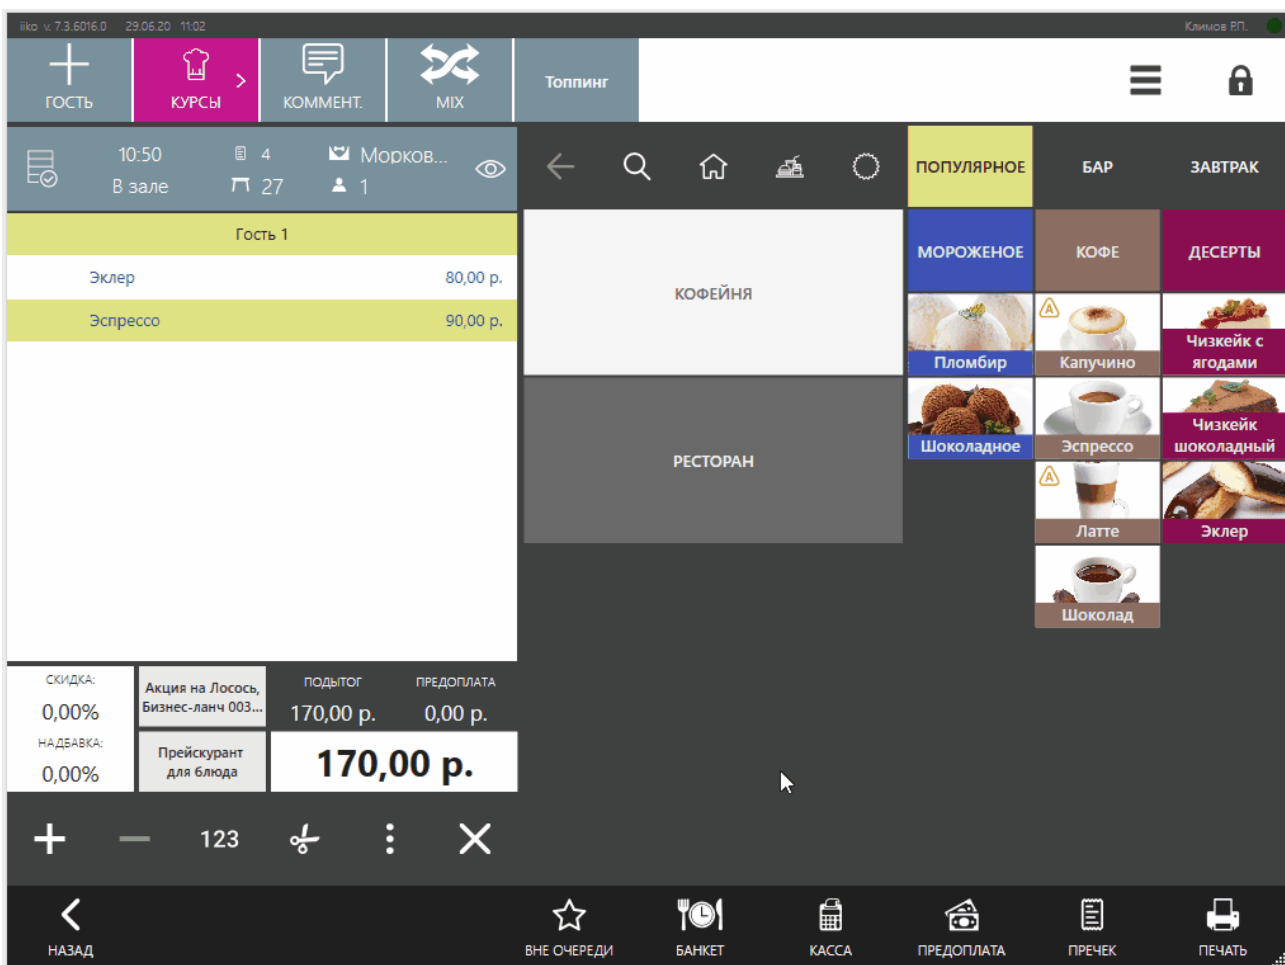 iiko v. 7.3.6016.0 29.06.20 11:02 Климов Р.П.
ГОСТЬ КУРСЫ КОММЕНТ. MIX Топпинг
10:50 4 Морков...
В зале 27 1
ПОПУЛЯРНОЕ БАР ЗАВТРАК
Гость 1
Эклер 80,00 р.
Эспрессо 90,00 р.
КОФЕЙНЯ
РЕСТОРАН
МОРОЖЕНОЕ КОФЕ ДЕСЕРТЫ
Пломбир A Капучино Чизкейк с
ягодами
Шоколадное Эспрессо Чизкейк
шоколадный
A Латте Эклер
Шоколад
СКИДКА:
0,00%
НАДБАВКА:
0,00%
Акция на Лосось,
Бизнес-ланч 003...
Прейскурант
для блюда
ПОДЫТОГ ПРЕДОПЛАТА
170,00 р. 0,00 р.
170,00 р.
123
НАЗАД ВНЕ ОЧЕРЕДИ БАНКЕТ КАССА ПРЕДОПЛАТА ПРЕЧЕК ПЕЧАТЬ